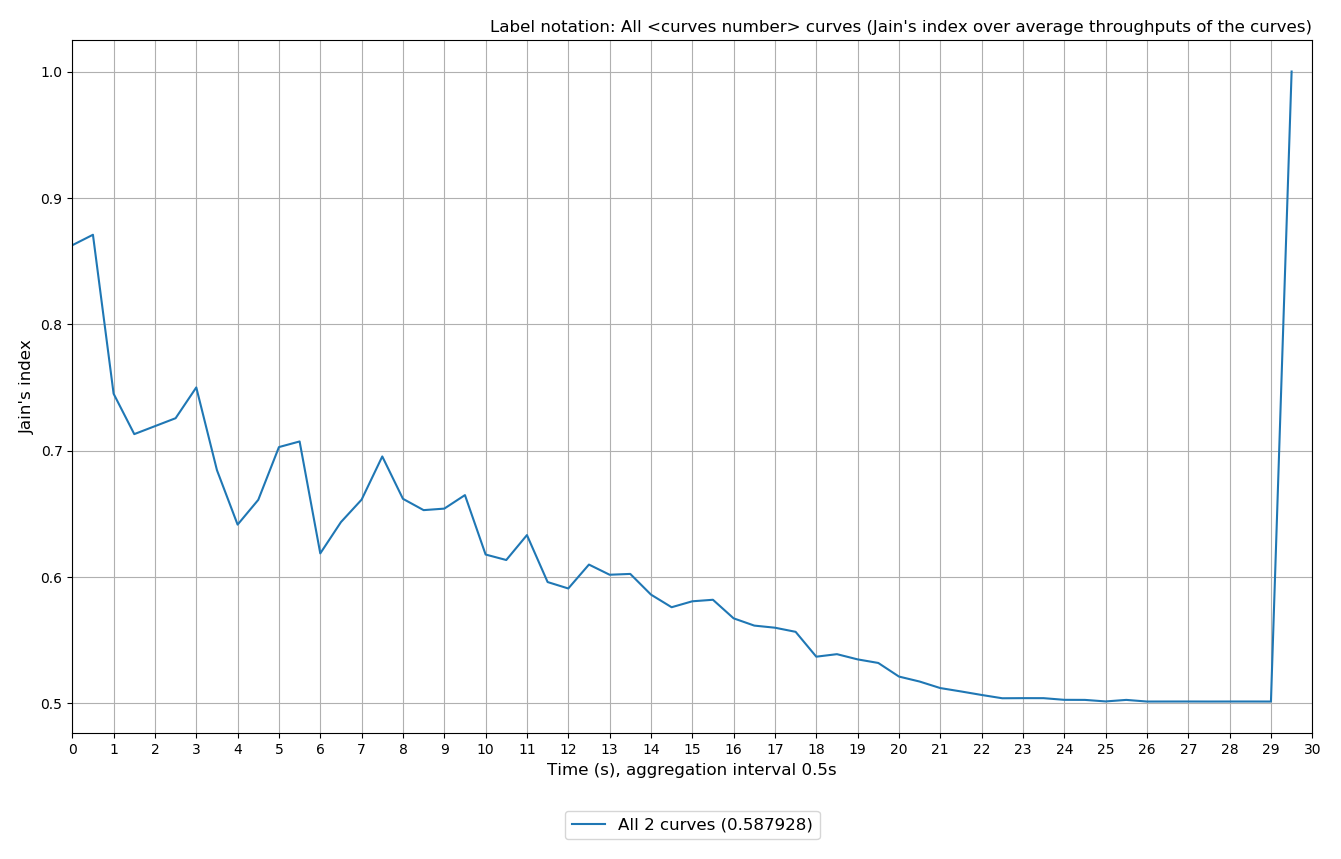 Label notation: All <curves number> curves (Jain's index over average throughputs of the curves)
1.0
0.9
0.8
0.7
0.6
0.5
Jain's index
0 1 2 3 4 5 6 7 8 9 10 11 12 13 14 15 16 17 18 19 20 21 22 23 24 25 26 27 28 29 30
Time (s), aggregation interval 0.5s
All 2 curves (0.587928)